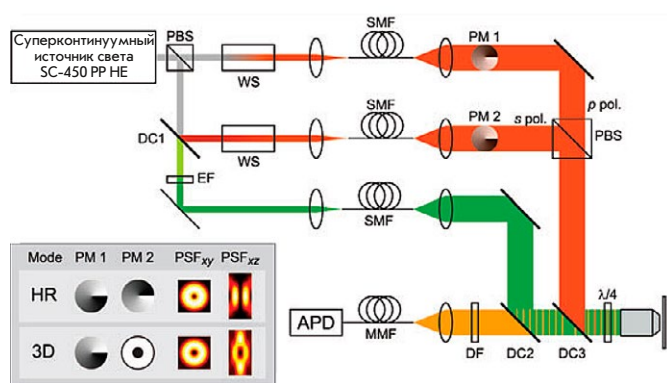 Суперконтинуумный
источник света
SC-450 PP HE
PBS
WS
SMF
PM 1
p pol.
DC1
WS
SMF
PM 2
s pol.
PBS
EF
SMF
λ/4
APD
MMF
DF
DC2
DC3
Mode PM 1 PM 2 PSFxy PSFxz
HR
3D